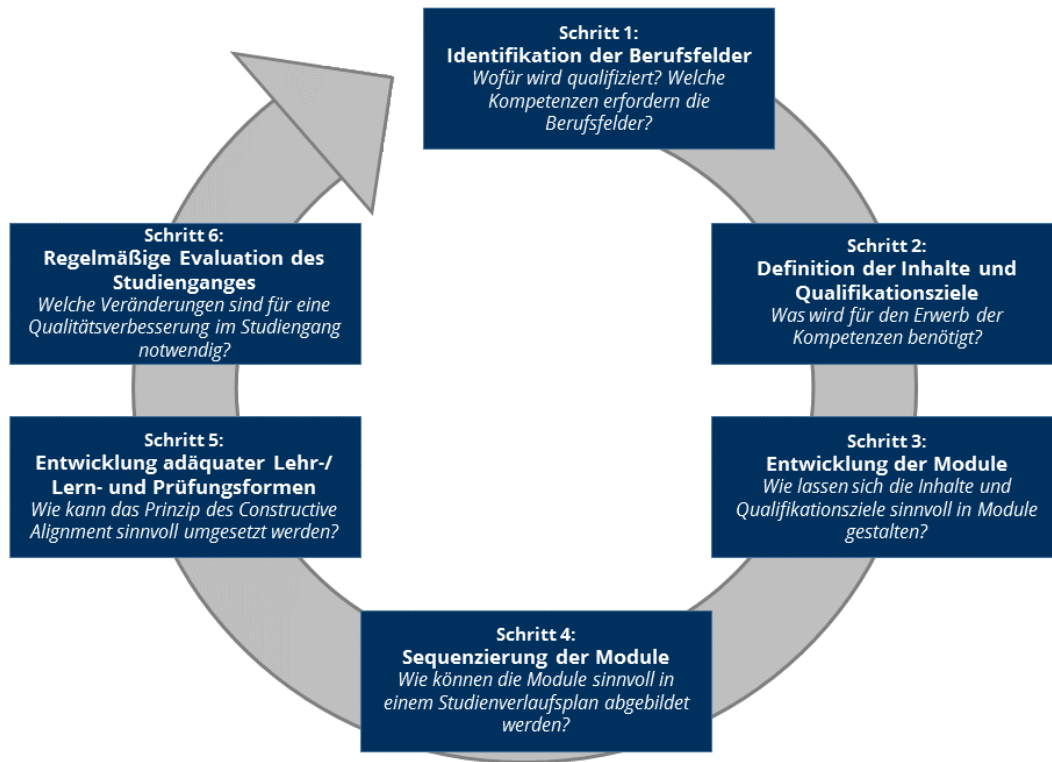 Schritt 1:
Identifikation der Berufsfelder
Wofür wird qualifiziert? Welche
Kompetenzen erfordern die
Berufsfelder?
Schritt 2:
Definition der Inhalte und
Qualifikationsziele
Was wird für den Erwerb der
Kompetenzen benötigt?
Schritt 3:
Entwicklung der Module
Wie lassen sich die Inhalte und
Qualifikationsziele sinnvoll in Module
gestalten?
Schritt 4:
Sequenzierung der Module
Wie können die Module sinnvoll in
einem Studienverlaufsplan abgebildet
werden?
Schritt 5:
Entwicklung adäquater Lehr-/
Lern- und Prüfungsformen
Wie kann das Prinzip des Constructive
Alignment sinnvoll umgesetzt werden?
Schritt 6:
Regelmäßige Evaluation des
Studienganges
Welche Veränderungen sind für eine
Qualitätsverbesserung im Studiengang
notwendig?